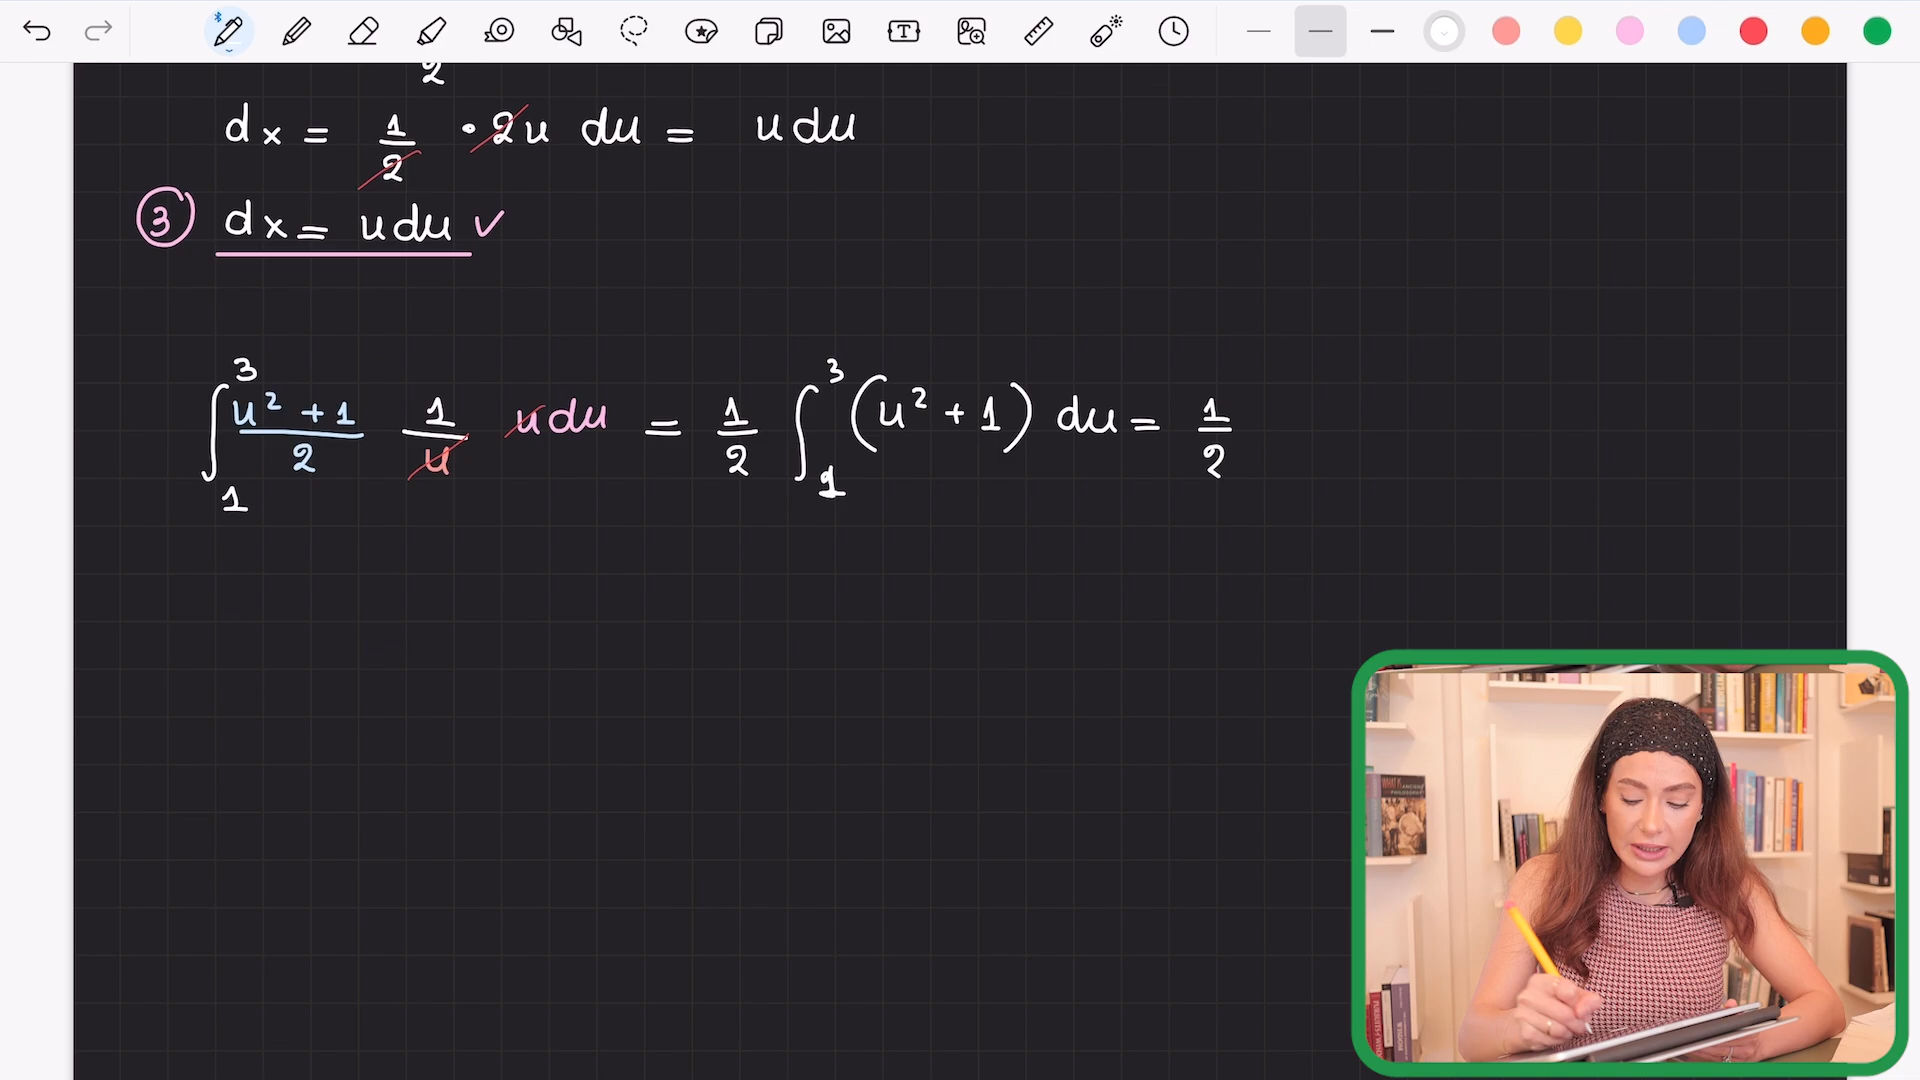 2
dx = 1/2 · 2u du = u du
3 dx = u du ✓
∫₁³ (u² + 1)/2 1/u u du = 1/2 ∫₁³ (u² + 1) du = 1/2